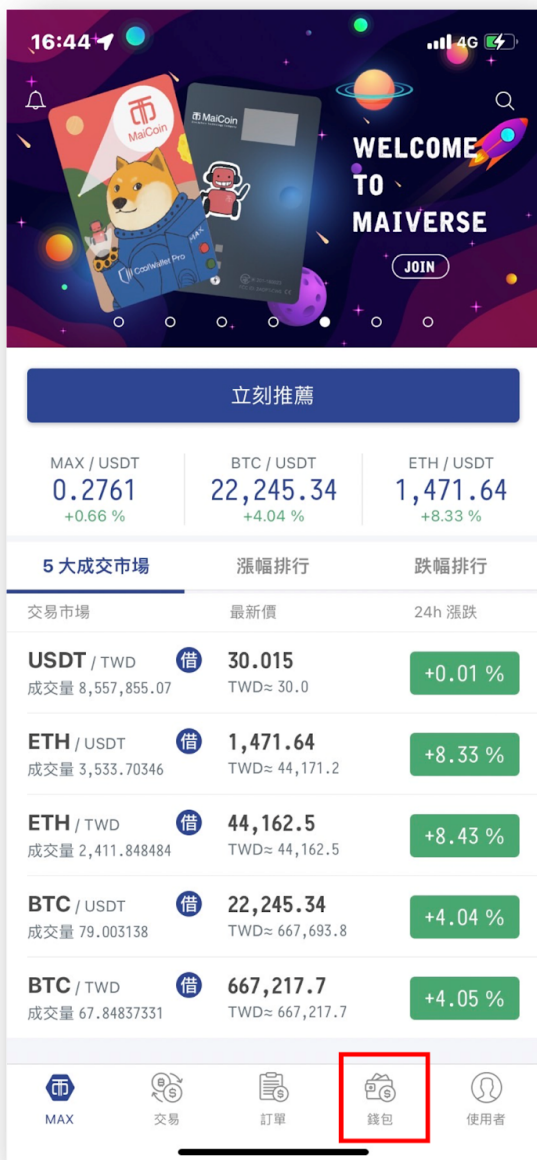 16:44
4G
MaiCoin
MaiCoin
CoolWallet Pro
MAX
WELCOME
TO
MAIVERSE
JOIN
立刻推薦
MAX / USDT
BTC / USDT
ETH / USDT
0.2761
22,245.34
1,471.64
+0.66 %
+4.04 %
+8.33 %
5 大成交市場
漲幅排行
跌幅排行
交易市場
最新價
24h 漲跌
USDT / TWD 借 30.015
成交量 8,557,855.07 TWD≈ 30.0
+0.01 %
ETH / USDT 借 1,471.64
成交量 3,533.70346 TWD≈ 44,171.2
+8.33 %
ETH / TWD 借 44,162.5
成交量 2,411.848484 TWD≈ 44,162.5
+8.43 %
BTC / USDT 借 22,245.34
成交量 79.003138 TWD≈ 667,693.8
+4.04 %
BTC / TWD 借 667,217.7
成交量 67.84837331 TWD≈ 667,217.7
+4.05 %
MAX
交易
訂單
錢包
使用者